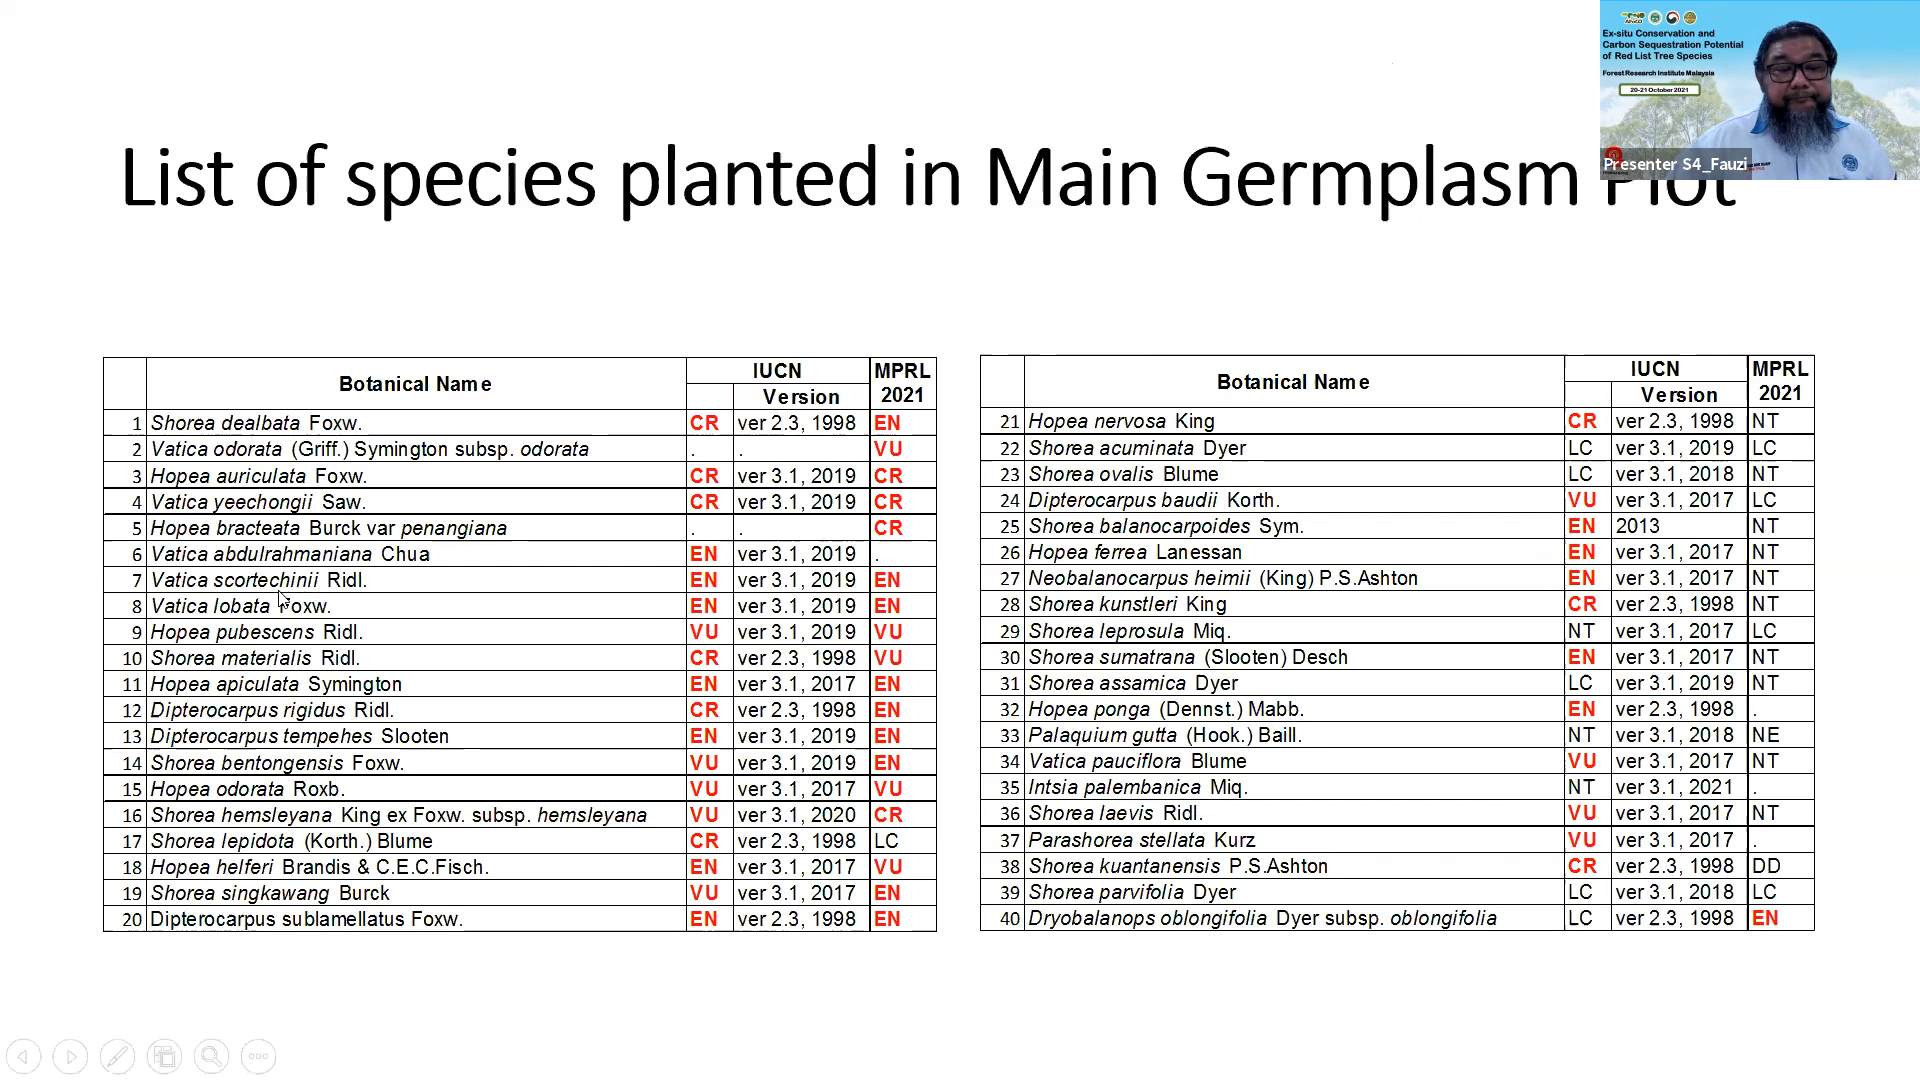 Ex-situ Conservation and
Carbon Sequestration Potential
of Red List Tree Species
Forest Research Institute Malaysia
20-21 October 2021
Presenter S4_Fauzi
List of species planted in Main Germplasm Plot
Botanical Name IUCN Version MPRL 2021
1 Shorea dealbata Foxw. CR ver 2.3, 1998 EN
2 Vatica odorata (Griff.) Symington subsp. odorata . . VU
3 Hopea auriculata Foxw. CR ver 3.1, 2019 CR
4 Vatica yeechongii Saw. CR ver 3.1, 2019 CR
5 Hopea bracteata Burck var penangiana . . CR
6 Vatica abdulrahmaniana Chua EN ver 3.1, 2019 .
7 Vatica scortechinii Ridl. EN ver 3.1, 2019 EN
8 Vatica lobata Foxw. EN ver 3.1, 2019 EN
9 Hopea pubescens Ridl. VU ver 3.1, 2019 VU
10 Shorea materialis Ridl. CR ver 2.3, 1998 VU
11 Hopea apiculata Symington EN ver 3.1, 2017 EN
12 Dipterocarpus rigidus Ridl. CR ver 2.3, 1998 EN
13 Dipterocarpus tempehes Slooten EN ver 3.1, 2019 EN
14 Shorea bentongensis Foxw. VU ver 3.1, 2019 EN
15 Hopea odorata Roxb. VU ver 3.1, 2017 VU
16 Shorea hemsleyana King ex Foxw. subsp. hemsleyana VU ver 3.1, 2020 CR
17 Shorea lepidota (Korth.) Blume CR ver 2.3, 1998 LC
18 Hopea helferi Brandis & C.E.C.Fisch. EN ver 3.1, 2017 VU
19 Shorea singkawang Burck VU ver 3.1, 2017 EN
20 Dipterocarpus sublamellatus Foxw. EN ver 2.3, 1998 EN
Botanical Name IUCN Version MPRL 2021
21 Hopea nervosa King CR ver 2.3, 1998 NT
22 Shorea acuminata Dyer LC ver 3.1, 2019 LC
23 Shorea ovalis Blume LC ver 3.1, 2018 NT
24 Dipterocarpus baudii Korth. VU ver 3.1, 2017 LC
25 Shorea balanocarpoides Sym. EN 2013 NT
26 Hopea ferrea Lanessan EN ver 3.1, 2017 NT
27 Neobalanocarpus heimii (King) P.S.Ashton EN ver 3.1, 2017 NT
28 Shorea kunstleri King CR ver 2.3, 1998 NT
29 Shorea leprosula Miq. NT ver 3.1, 2017 LC
30 Shorea sumatrana (Slooten) Desch EN ver 3.1, 2017 NT
31 Shorea assamica Dyer LC ver 3.1, 2019 NT
32 Hopea ponga (Dennst.) Mabb. EN ver 2.3, 1998 .
33 Palaquium gutta (Hook.) Baill. NT ver 3.1, 2018 NE
34 Vatica pauciflora Blume VU ver 3.1, 2017 NT
35 Intsia palembanica Miq. NT ver 3.1, 2021 .
36 Shorea laevis Ridl. VU ver 3.1, 2017 NT
37 Parashorea stellata Kurz VU ver 3.1, 2017 .
38 Shorea kuantanensis P.S.Ashton CR ver 2.3, 1998 DD
39 Shorea parvifolia Dyer LC ver 3.1, 2018 LC
40 Dryobalanops oblongifolia Dyer subsp. oblongifolia LC ver 2.3, 1998 EN